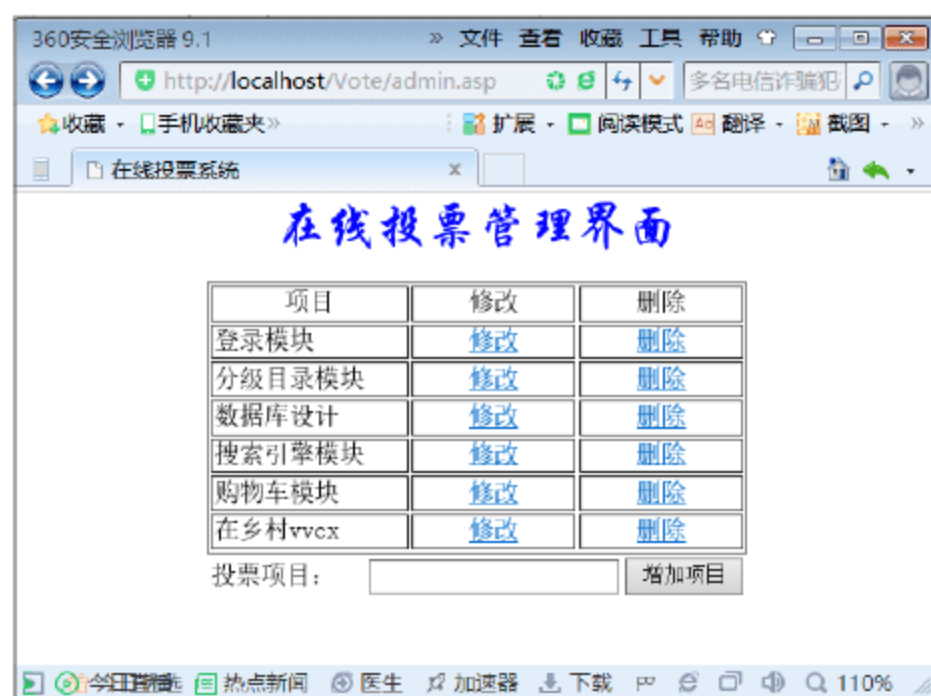 360安全浏览器 9.1 » 文件 查看 收藏 工具 帮助
http://localhost/Vote/admin.asp 多名电信诈骗犯
收藏 手机收藏夹» 扩展 阅读模式 Aあ 翻译 截图 »
在线投票系统 x
在线投票管理界面
项目 修改 删除
登录模块 修改 删除
分级目录模块 修改 删除
数据库设计 修改 删除
搜索引擎模块 修改 删除
购物车模块 修改 删除
在乡村vvcx 修改 删除
投票项目： 增加项目
热点新闻 医生 加速器 下载 110%